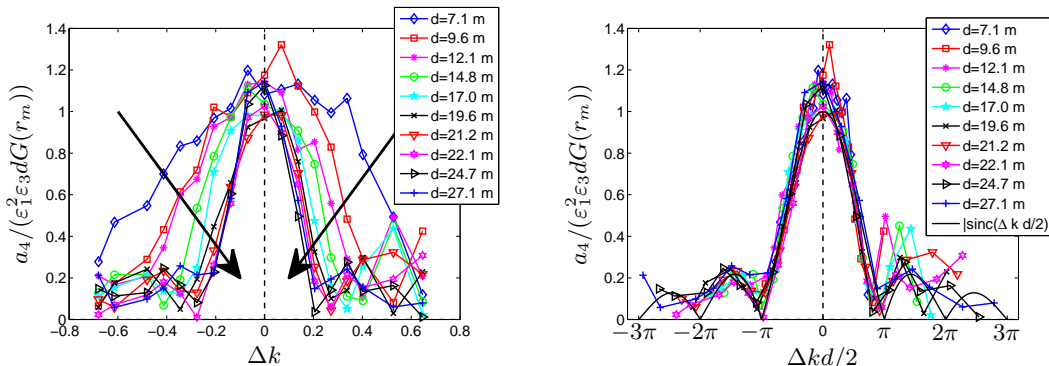 a₄/(ε₁²ε₃dG(rₘ))
1.4
1.2
1
0.8
0.6
0.4
0.2
0
−0.8 −0.6 −0.4 −0.2 0 0.2 0.4 0.6 0.8
Δk
d=7.1 m
d=9.6 m
d=12.1 m
d=14.8 m
d=17.0 m
d=19.6 m
d=21.2 m
d=22.1 m
d=24.7 m
d=27.1 m
a₄/(ε₁²ε₃dG(rₘ))
1.4
1.2
1
0.8
0.6
0.4
0.2
0
−3π −2π −π 0 π 2π 3π
Δkd/2
d=7.1 m
d=9.6 m
d=12.1 m
d=14.8 m
d=17.0 m
d=19.6 m
d=21.2 m
d=22.1 m
d=24.7 m
d=27.1 m
|sinc(Δ k d/2)